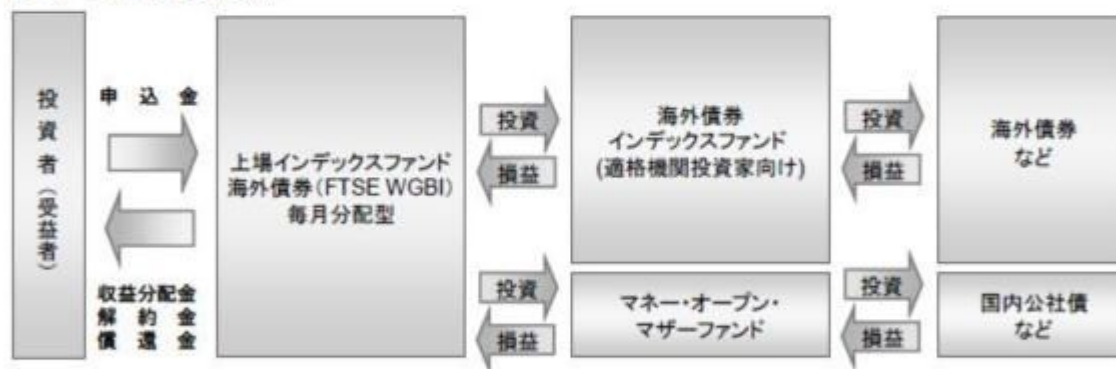 投資者(受益者)
申込金
収益分配金
解約金
償還金
上場インデックスファンド
海外債券(FTSE WGBI)
毎月分配型
投資
損益
投資
損益
海外債券
インデックスファンド
(適格機関投資家向け)
マネー・オープン・
マザーファンド
投資
損益
投資
損益
海外債券
など
国内公社債
など